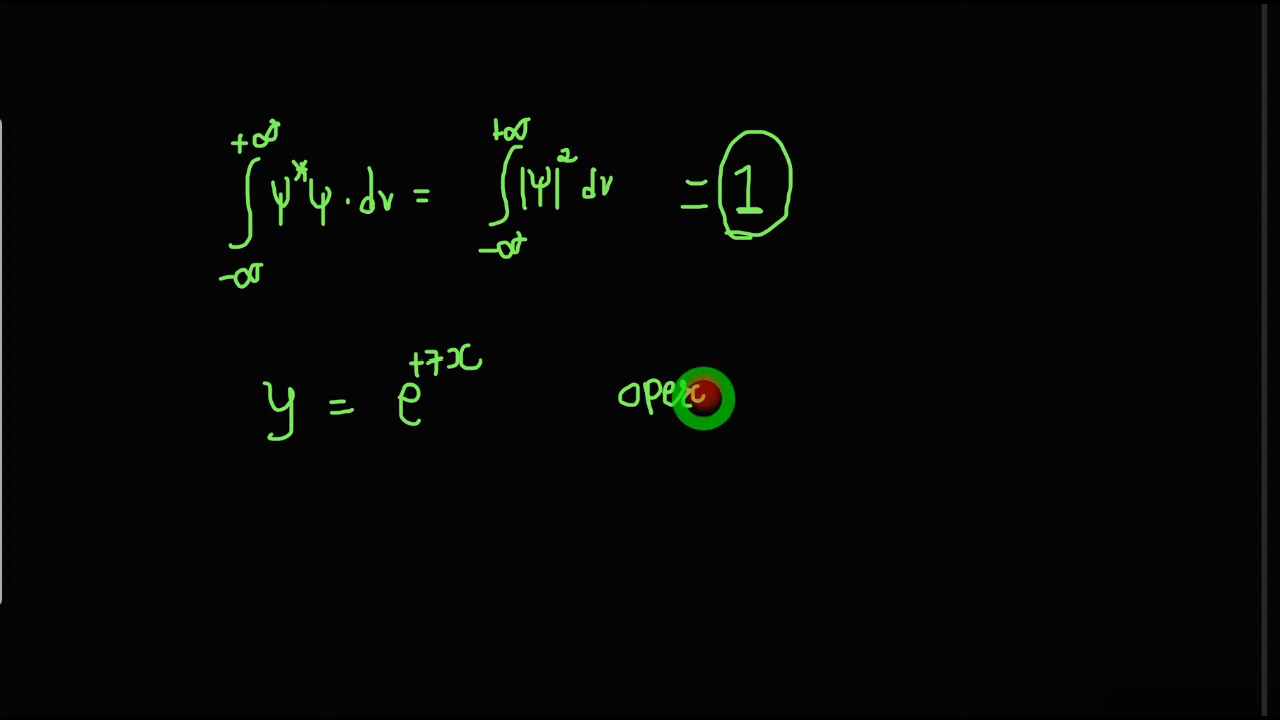 ∫₋∞⁺∞ ψ*ψ · dv = ∫₋∞⁺∞ |ψ|² dv = 1
y = e^{+7x} oper